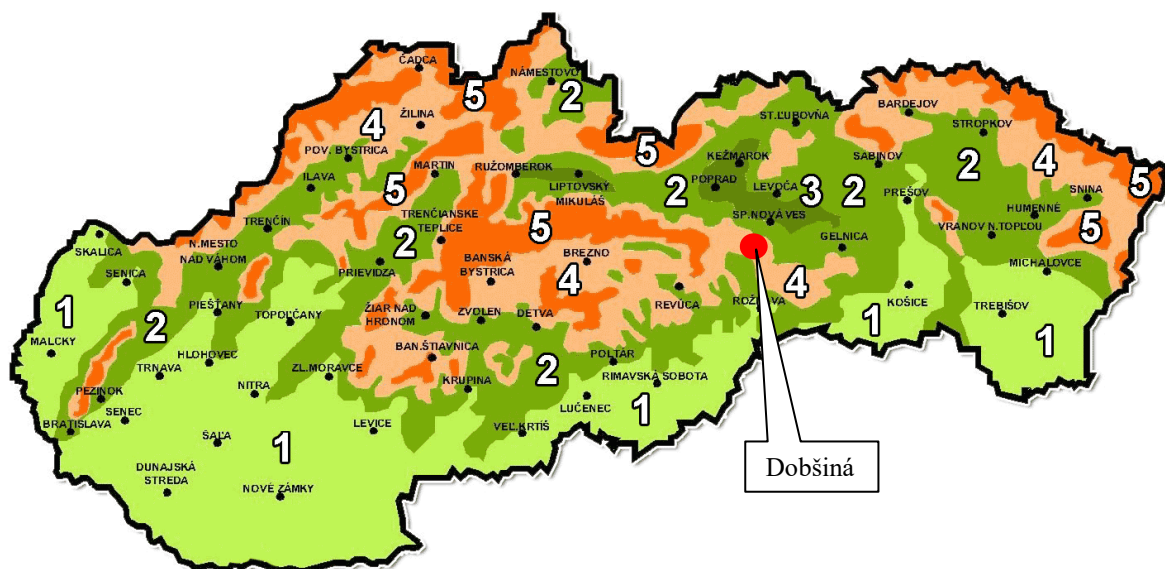 ČADCA
5
NÁMESTOVO
2
4
ŽILINA
POV. BYSTRICA
ILAVA
5
MARTIN
RUŽOMBEROK
LIPTOVSKÝ
MIKULÁŠ
5
ST.ĽUBOVŇA
KEŽMAROK
POPRAD
2
LEVOČA
3
SP.NOVÁ VES
2
SABINOV
BARDEJOV
STROPKOV
2
4
5
SNINA
PREŠOV
HUMENNÉ
5
VRANOV N.TOPĽOU
MICHALOVCE
GELNICA
TRENČÍN
TRENČIANSKE
TEPLICE
2
5
SKALICA
N.MESTO
NAD VÁHOM
SENICA
PRIEVIDZA
BANSKÁ
BYSTRICA
BREZNO
4
REVÚCA
4
KOŠICE
TREBIŠOV
1
PIEŠŤANY
TOPOĽČANY
ŽIAR NAD
HRONOM
ZVOLEN
DETVA
1
1
MALCKY
2
HLOHOVEC
TRNAVA
BAN.ŠTIAVNICA
POLTÁR
2
RIMAVSKÁ SOBOTA
NITRA
ZL.MORAVCE
KRUPINA
PEZINOK
SENEC
LUČENEC
1
BRATISLAVA
LEVICE
VEĽ.KRTÍŠ
ŠAĽA
1
DUNAJSKÁ
STREDA
NOVÉ ZÁMKY
Dobšiná